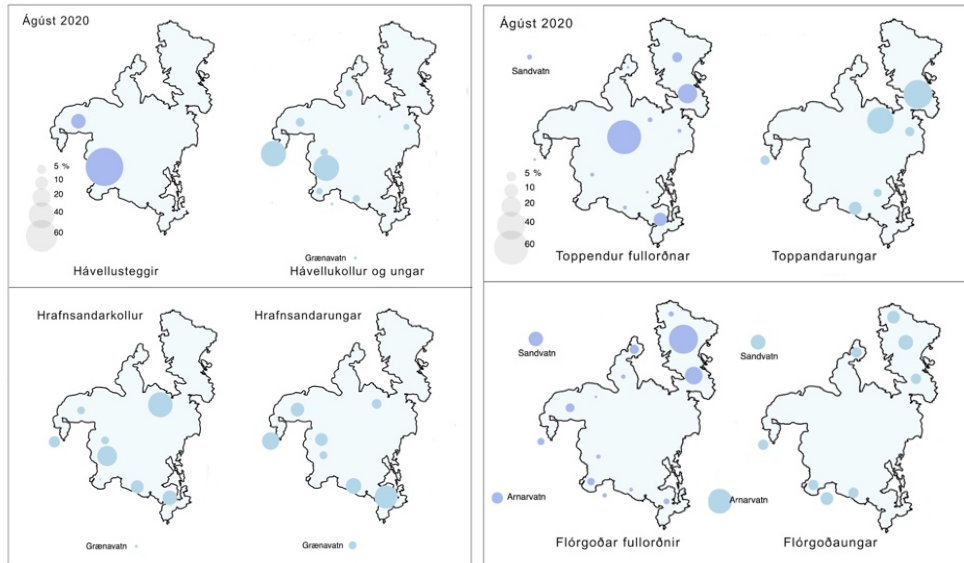 Ágúst 2020
5 %
10
20
40
60
Grænavatn
Hávellusteggir
Hávellukollur og ungar
Hrafnsandarkollur
Hrafnsandarungar
Grænavatn
Grænavatn
Ágúst 2020
Sandvatn
5 %
10
20
40
60
Toppendur fullorðnar
Toppandarungar
Sandvatn
Sandvatn
Arnarvatn
Arnarvatn
Flórgoðar fullorðnir
Flórgoðaungar